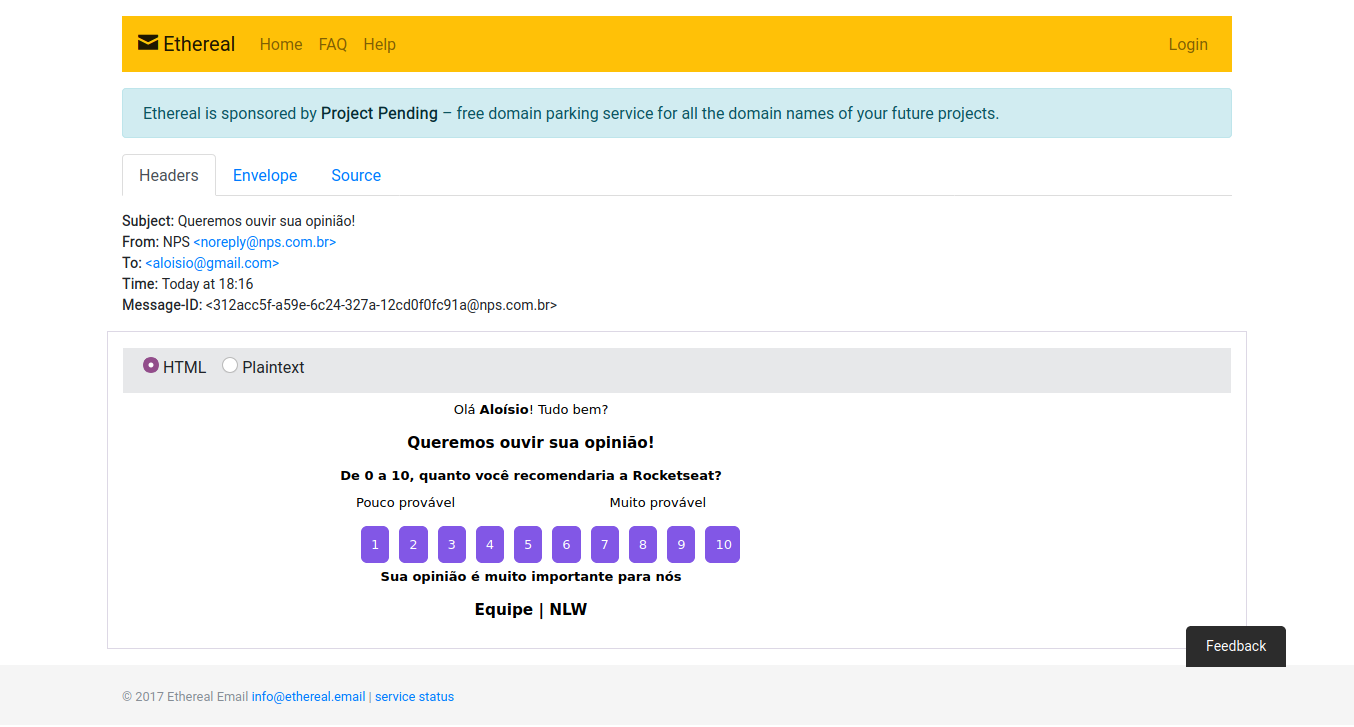 Ethereal Home FAQ Help Login
Ethereal is sponsored by Project Pending – free domain parking service for all the domain names of your future projects.
Headers Envelope Source
Subject: Queremos ouvir sua opinião!
From: NPS <noreply@nps.com.br>
To: <aloisio@gmail.com>
Time: Today at 18:16
Message-ID: <312acc5f-a59e-6c24-327a-12cd0f0fc91a@nps.com.br>
HTML Plaintext
Olá Aloísio! Tudo bem?
Queremos ouvir sua opinião!
De 0 a 10, quanto você recomendaria a Rocketseat?
Pouco provável Muito provável
1 2 3 4 5 6 7 8 9 10
Sua opinião é muito importante para nós
Equipe | NLW
Feedback
© 2017 Ethereal Email info@ethereal.email | service status